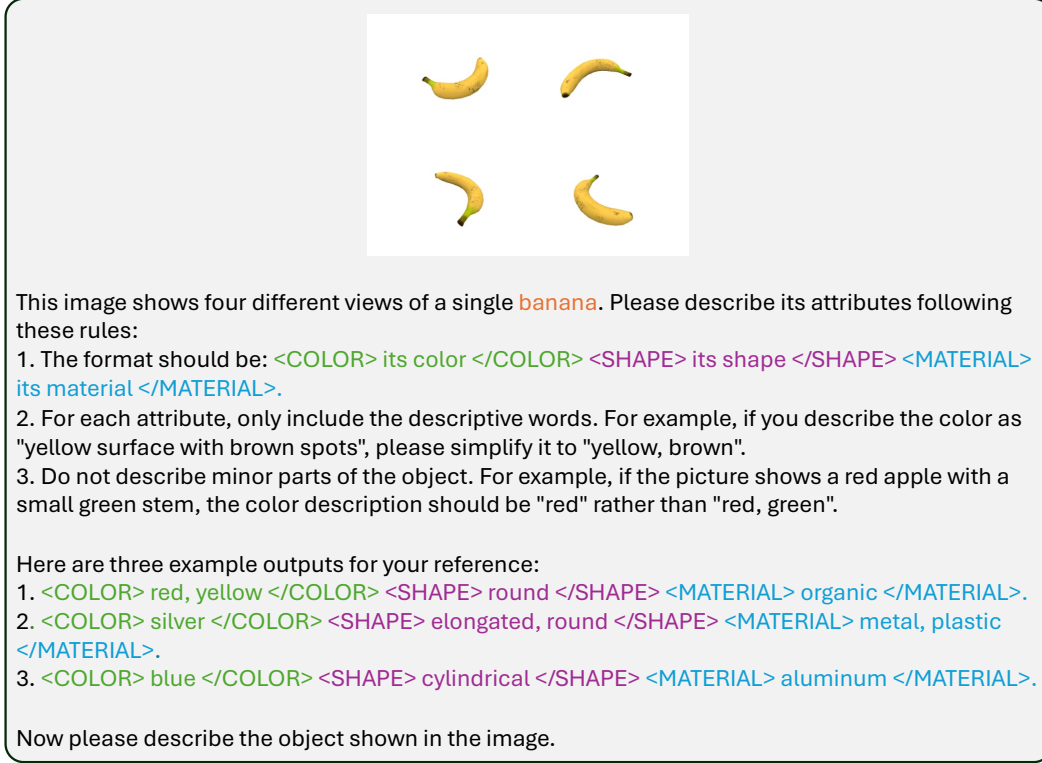 This image shows four different views of a single banana. Please describe its attributes following
these rules:
1. The format should be: <COLOR> its color </COLOR> <SHAPE> its shape </SHAPE> <MATERIAL>
its material </MATERIAL>.
2. For each attribute, only include the descriptive words. For example, if you describe the color as
"yellow surface with brown spots", please simplify it to "yellow, brown".
3. Do not describe minor parts of the object. For example, if the picture shows a red apple with a
small green stem, the color description should be "red" rather than "red, green".
Here are three example outputs for your reference:
1. <COLOR> red, yellow </COLOR> <SHAPE> round </SHAPE> <MATERIAL> organic </MATERIAL>.
2. <COLOR> silver </COLOR> <SHAPE> elongated, round </SHAPE> <MATERIAL> metal, plastic
</MATERIAL>.
3. <COLOR> blue </COLOR> <SHAPE> cylindrical </SHAPE> <MATERIAL> aluminum </MATERIAL>.
Now please describe the object shown in the image.